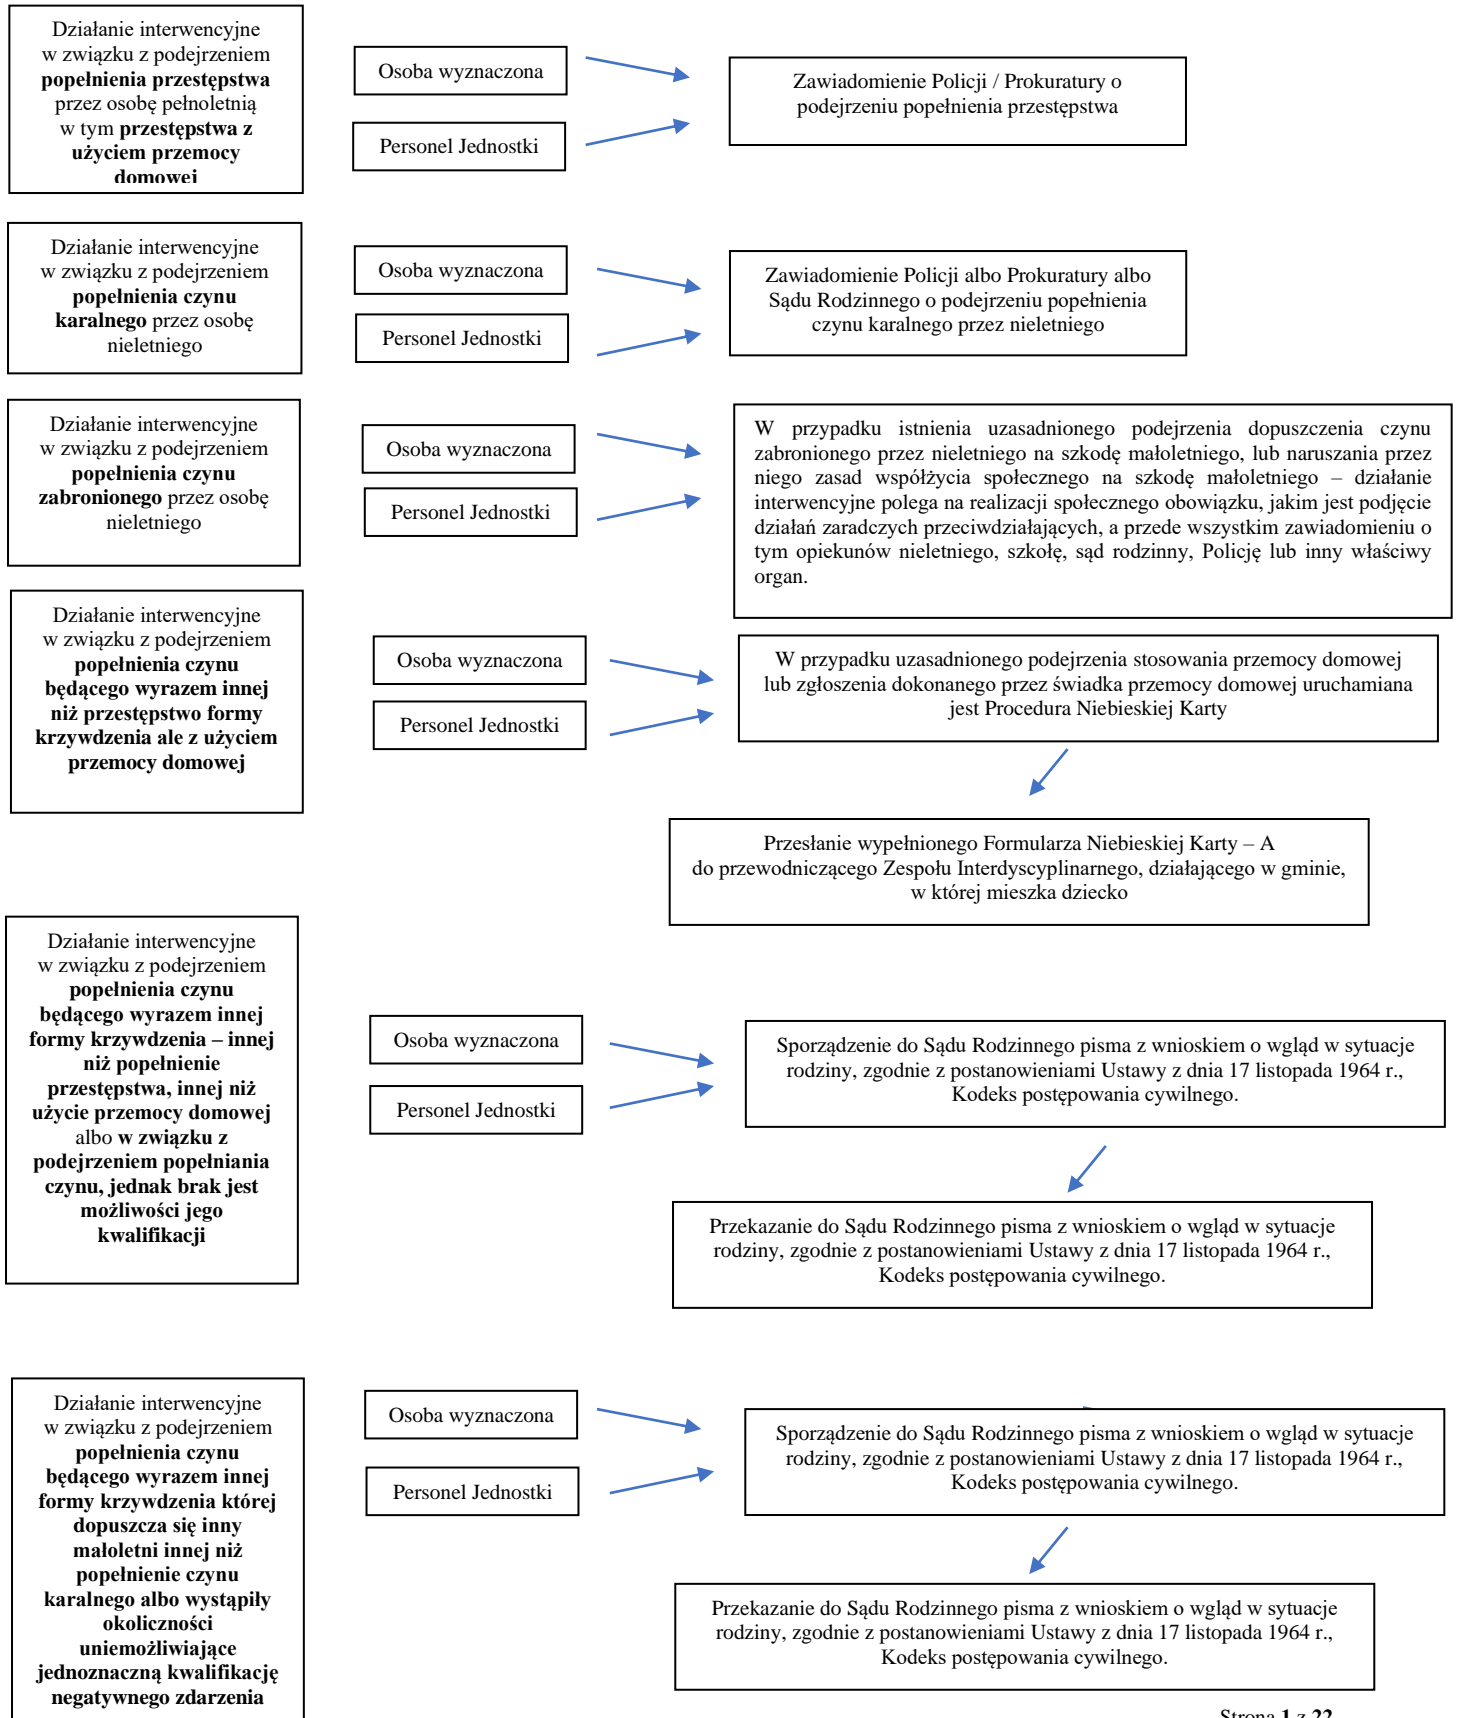 Działanie interwencyjne
w związku z podejrzeniem
popełnienia przestępstwa
przez osobę pełnoletnią
w tym przestępstwa z
użyciem przemocy
domowej
Osoba wyznaczona
Personel Jednostki
Zawiadomienie Policji / Prokuratury o
podejrzeniu popełnienia przestępstwa
Działanie interwencyjne
w związku z podejrzeniem
popełnienia czynu
karalnego przez osobę
nieletniego
Osoba wyznaczona
Personel Jednostki
Zawiadomienie Policji albo Prokuratury albo
Sądu Rodzinnego o podejrzeniu popełnienia
czynu karalnego przez nieletniego
Działanie interwencyjne
w związku z podejrzeniem
popełnienia czynu
zabronionego przez osobę
nieletniego
Osoba wyznaczona
Personel Jednostki
W przypadku istnienia uzasadnionego podejrzenia dopuszczenia czynu
zabronionego przez nieletniego na szkodę małoletniego, lub naruszania przez
niego zasad współżycia społecznego na szkodę małoletniego – działanie
interwencyjne polega na realizacji społecznego obowiązku, jakim jest podjęcie
działań zaradczych przeciwdziałających, a przede wszystkim zawiadomieniu o
tym opiekunów nieletniego, szkołę, sąd rodzinny, Policję lub inny właściwy
organ.
Działanie interwencyjne
w związku z podejrzeniem
popełnienia czynu
będącego wyrazem innej
niż przestępstwo formy
krzywdzenia ale z użyciem
przemocy domowej
Osoba wyznaczona
Personel Jednostki
W przypadku uzasadnionego podejrzenia stosowania przemocy domowej
lub zgłoszenia dokonanego przez świadka przemocy domowej uruchamiana
jest Procedura Niebieskiej Karty
Przesłanie wypełnionego Formularza Niebieskiej Karty – A
do przewodniczącego Zespołu Interdyscyplinarnego, działającego w gminie,
w której mieszka dziecko
Działanie interwencyjne
w związku z podejrzeniem
popełnienia czynu
będącego wyrazem innej
formy krzywdzenia – innej
niż popełnienie
przestępstwa, innej niż
użycie przemocy domowej
albo w związku z
podejrzeniem popełniania
czynu, jednak brak jest
możliwości jego
kwalifikacji
Osoba wyznaczona
Personel Jednostki
Sporządzenie do Sądu Rodzinnego pisma z wnioskiem o wgląd w sytuacje
rodziny, zgodnie z postanowieniami Ustawy z dnia 17 listopada 1964 r.,
Kodeks postępowania cywilnego.
Przekazanie do Sądu Rodzinnego pisma z wnioskiem o wgląd w sytuacje
rodziny, zgodnie z postanowieniami Ustawy z dnia 17 listopada 1964 r.,
Kodeks postępowania cywilnego.
Działanie interwencyjne
w związku z podejrzeniem
popełnienia czynu
będącego wyrazem innej
formy krzywdzenia której
dopuszcza się inny
małoletni innej niż
popełnienie czynu
karalnego albo wystąpiły
okoliczności
uniemożliwiające
jednoznaczną kwalifikację
negatywnego zdarzenia
Osoba wyznaczona
Personel Jednostki
Sporządzenie do Sądu Rodzinnego pisma z wnioskiem o wgląd w sytuacje
rodziny, zgodnie z postanowieniami Ustawy z dnia 17 listopada 1964 r.,
Kodeks postępowania cywilnego.
Przekazanie do Sądu Rodzinnego pisma z wnioskiem o wgląd w sytuacje
rodziny, zgodnie z postanowieniami Ustawy z dnia 17 listopada 1964 r.,
Kodeks postępowania cywilnego.
Strona 1 z 22